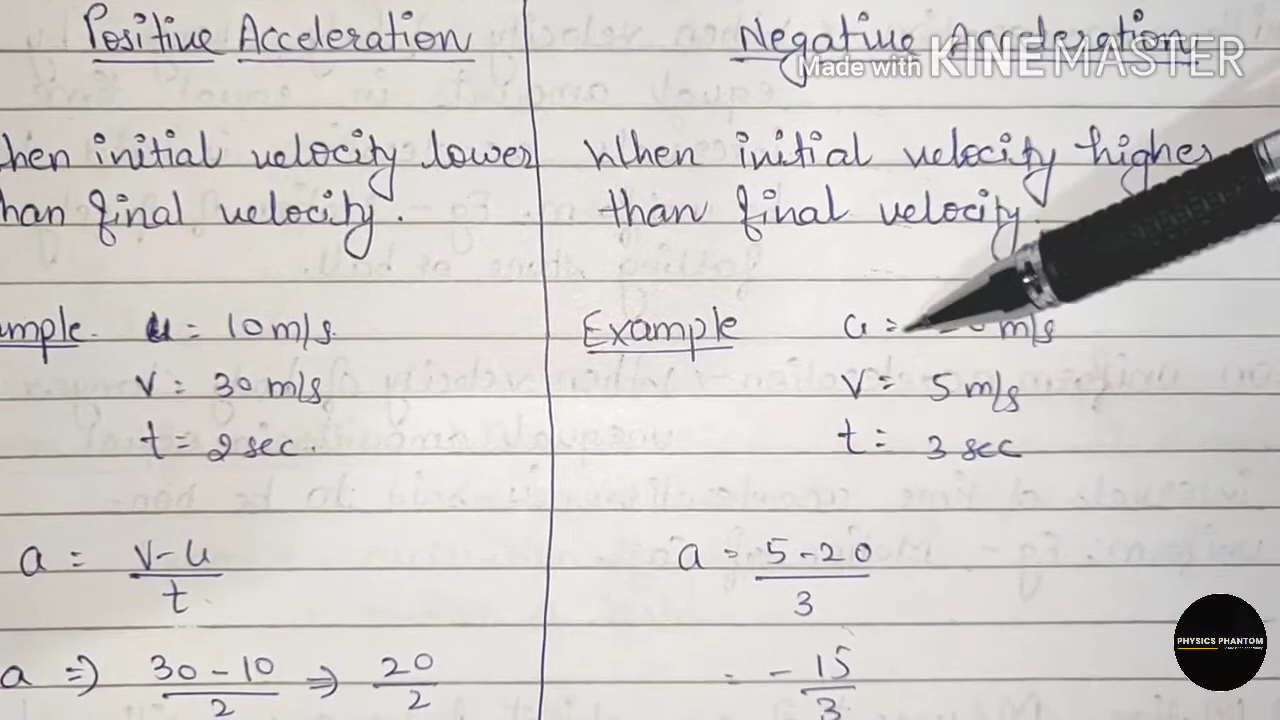 Positive Acceleration
hen initial velocity lower
han final velocity.
ample. u = 10 m/s.
v = 30 m/s
t = 2 sec.
a = v-u
t
a ⇒ 30-10 ⇒ 20
2 2
Negative Acceleration
Made with KINEMASTER
When initial velocity higher
than final velocity.
Example u = m/s
v = 5 m/s
t = 3 sec
a = 5-20
3
= -15
3
PHYSICS PHANTOM